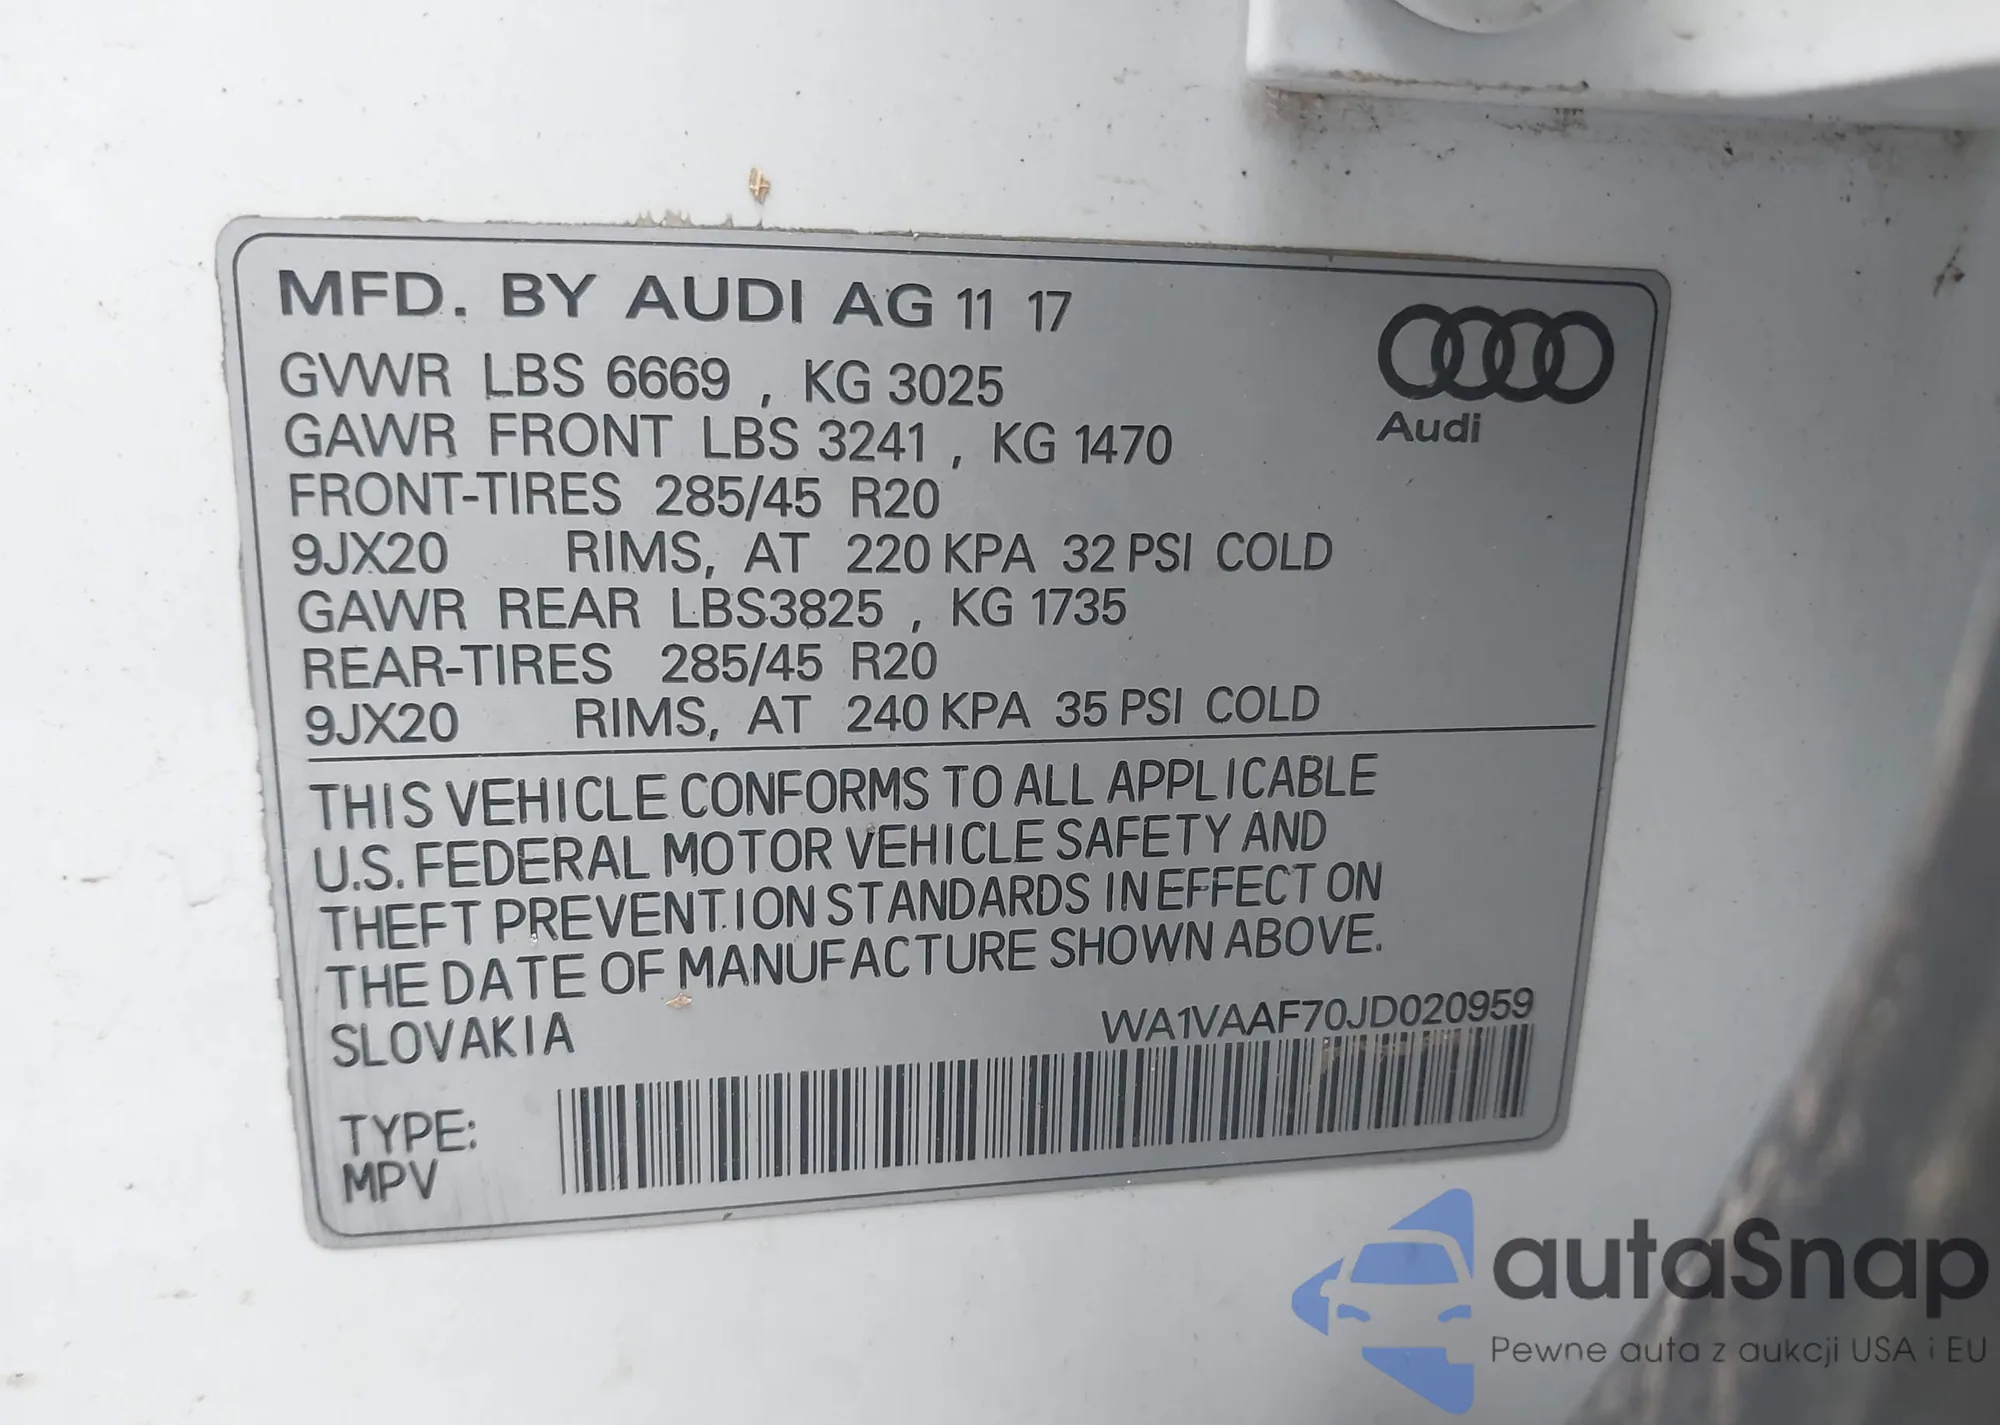 MFD. BY AUDI AG 11 17
GVWR LBS 6669 , KG 3025
GAWR FRONT LBS 3241 , KG 1470
FRONT-TIRES 285/45 R20
9JX20 RIMS, AT 220 KPA 32 PSI COLD
GAWR REAR LBS3825 , KG 1735
REAR-TIRES 285/45 R20
9JX20 RIMS, AT 240 KPA 35 PSI COLD
Audi
THIS VEHICLE CONFORMS TO ALL APPLICABLE
U.S. FEDERAL MOTOR VEHICLE SAFETY AND
THEFT PREVENTION STANDARDS IN EFFECT ON
THE DATE OF MANUFACTURE SHOWN ABOVE.
SLOVAKIA WA1VAAF70JD020959
TYPE:
MPV
autaSnap
Pewne auta z aukcji USA i EU